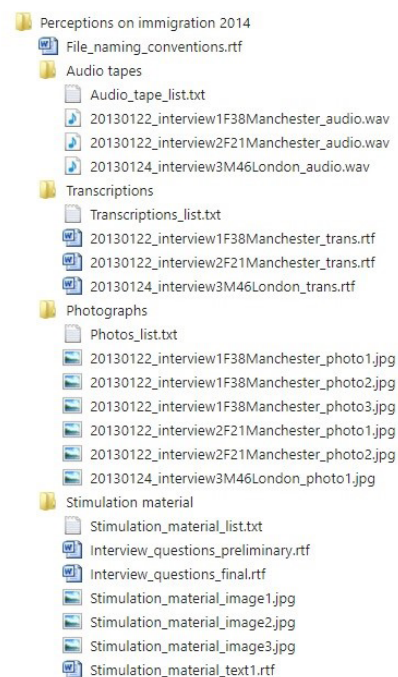 Perceptions on immigration 2014
File_naming_conventions.rtf
Audio tapes
Audio_tape_list.txt
20130122_interview1F38Manchester_audio.wav
20130122_interview2F21Manchester_audio.wav
20130124_interview3M46London_audio.wav
Transcriptions
Transcriptions_list.txt
20130122_interview1F38Manchester_trans.rtf
20130122_interview2F21Manchester_trans.rtf
20130124_interview3M46London_trans.rtf
Photographs
Photos_list.txt
20130122_interview1F38Manchester_photo1.jpg
20130122_interview1F38Manchester_photo2.jpg
20130122_interview1F38Manchester_photo3.jpg
20130122_interview2F21Manchester_photo1.jpg
20130122_interview2F21Manchester_photo2.jpg
20130124_interview3M46London_photo1.jpg
Stimulation material
Stimulation_material_list.txt
Interview_questions_preliminary.rtf
Interview_questions_final.rtf
Stimulation_material_image1.jpg
Stimulation_material_image2.jpg
Stimulation_material_image3.jpg
Stimulation_material_text1.rtf